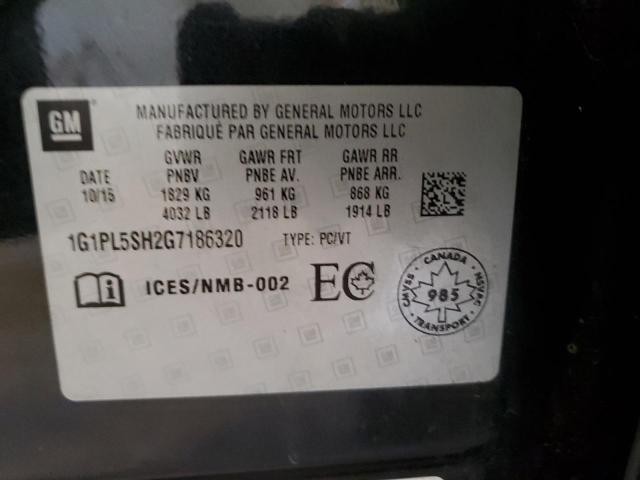 GM
MANUFACTURED BY GENERAL MOTORS LLC
FABRIQUÉ PAR GENERAL MOTORS LLC
DATE
10/15
GVWR
PNBV
1829 KG
4032 LB
GAWR FRT
PNBE AV.
961 KG
2118 LB
GAWR RR
PNBE ARR.
868 KG
1914 LB
1G1PL5SH2G7186320 TYPE: PC/VT
ICES/NMB-002
EC
CANADA
CMVSS
985
NSVAC
TRANSPORT